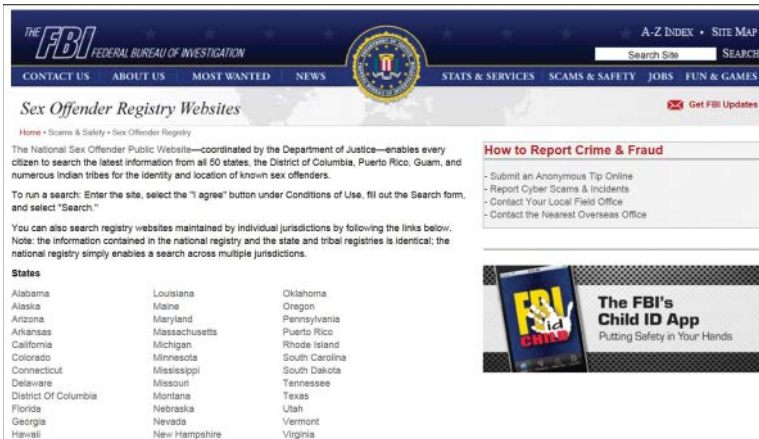 THE FBI FEDERAL BUREAU OF INVESTIGATION
A-Z INDEX • SITE MAP
Search Site SEARCH
CONTACT US ABOUT US MOST WANTED NEWS STATS & SERVICES SCAMS & SAFETY JOBS FUN & GAMES
Sex Offender Registry Websites
Get FBI Updates
Home • Scams & Safety • Sex Offender Registry
The National Sex Offender Public Website—coordinated by the Department of Justice—enables every
citizen to search the latest information from all 50 states, the District of Columbia, Puerto Rico, Guam, and
numerous Indian tribes for the identity and location of known sex offenders.
To run a search: Enter the site, select the "I agree" button under Conditions of Use, fill out the Search form,
and select "Search."
You can also search registry websites maintained by individual jurisdictions by following the links below.
Note: the information contained in the national registry and the state and tribal registries is identical; the
national registry simply enables a search across multiple jurisdictions.
States
Alabama Louisiana Oklahoma
Alaska Maine Oregon
Arizona Maryland Pennsylvania
Arkansas Massachusetts Puerto Rico
California Michigan Rhode Island
Colorado Minnesota South Carolina
Connecticut Mississippi South Dakota
Delaware Missouri Tennessee
District Of Columbia Montana Texas
Florida Nebraska Utah
Georgia Nevada Vermont
Hawaii New Hampshire Virginia
How to Report Crime & Fraud
- Submit an Anonymous Tip Online
- Report Cyber Scams & Incidents
- Contact Your Local Field Office
- Contact the Nearest Overseas Office
FBI
id
CHILD
The FBI's
Child ID App
Putting Safety in Your Hands